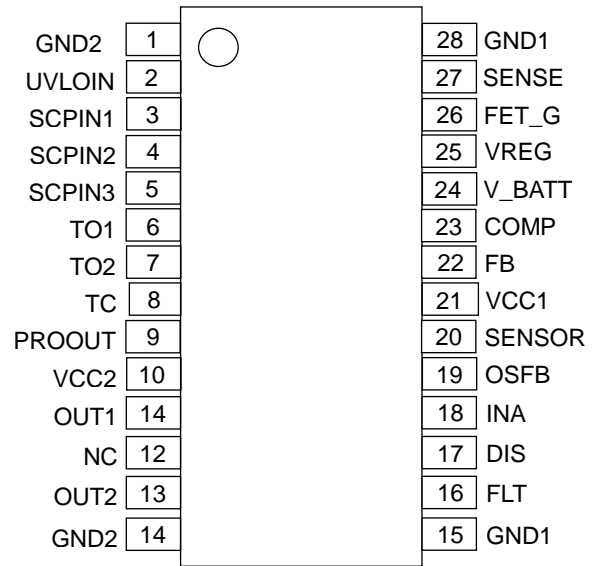 GND2 1 28 GND1
UVLOIN 2 27 SENSE
SCPIN1 3 26 FET_G
SCPIN2 4 25 VREG
SCPIN3 5 24 V_BATT
TO1 6 23 COMP
TO2 7 22 FB
TC 8 21 VCC1
PROOUT 9 20 SENSOR
VCC2 10 19 OSFB
OUT1 14 18 INA
NC 12 17 DIS
OUT2 13 16 FLT
GND2 14 15 GND1